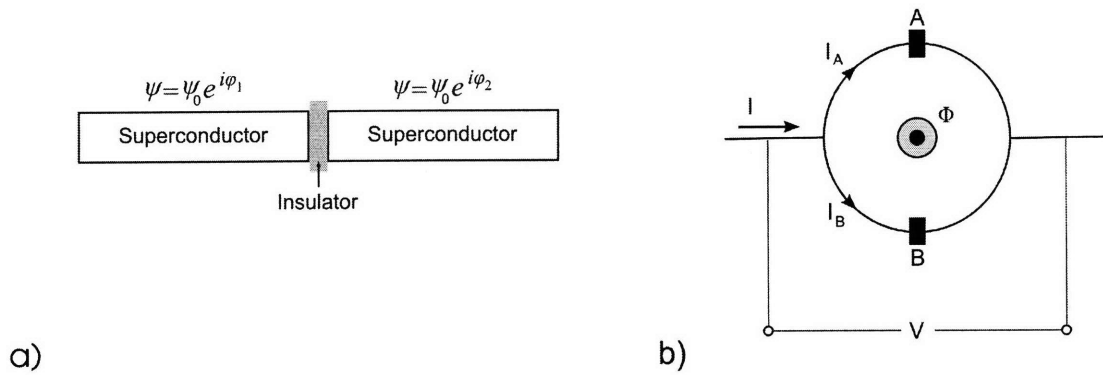 ψ=ψ₀e^{iφ₁}
ψ=ψ₀e^{iφ₂}
Superconductor
Superconductor
Insulator
a)
A
I_A
I
Φ
I_B
B
V
b)